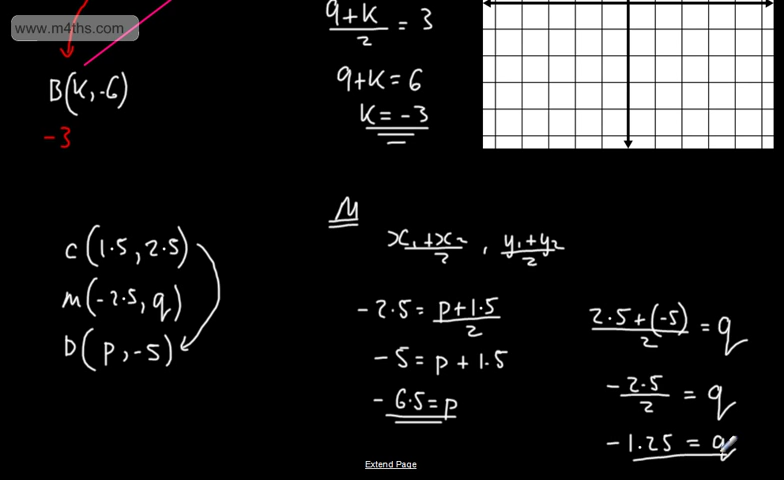 www.m4ths.com
B(K,-6)
-3
9+K/2 = 3
9+K=6
K=-3
C(1.5,2.5)
M(-2.5,q)
D(p,-5)
M
x₁+x₂/2 , y₁+y₂/2
-2.5=p+1.5/2
-5=p+1.5
-6.5=p
2.5+(-5)/2 = q
-2.5/2 = q
-1.25 = q
Extend Page